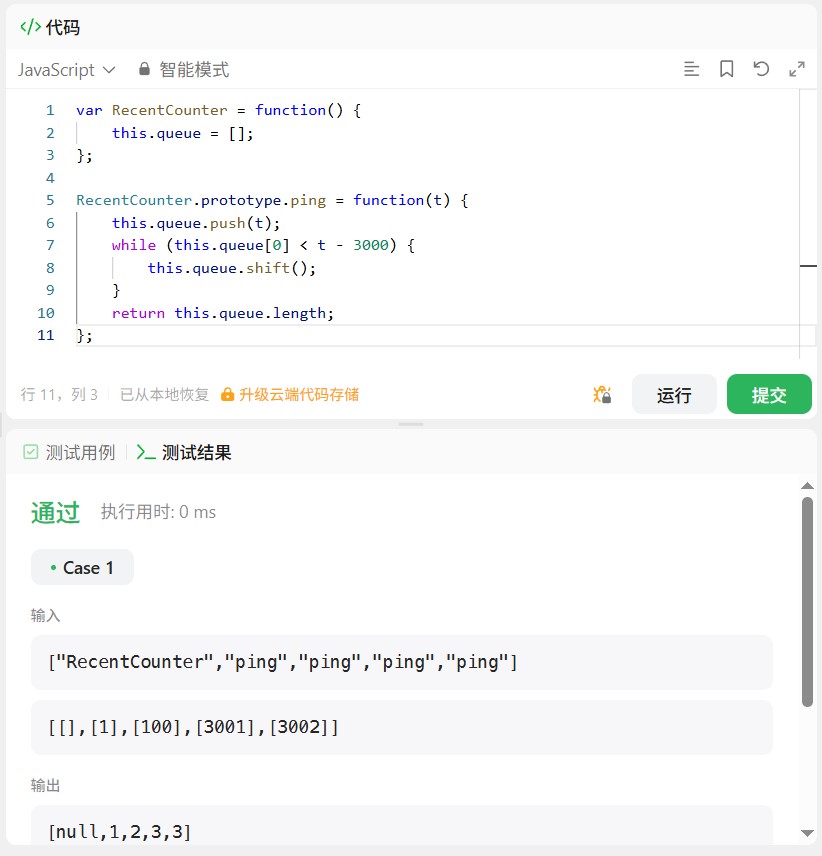 </> 代码
JavaScript 智能模式
1 var RecentCounter = function() {
2     this.queue = [];
3 };
4
5 RecentCounter.prototype.ping = function(t) {
6     this.queue.push(t);
7     while (this.queue[0] < t - 3000) {
8         this.queue.shift();
9     }
10     return this.queue.length;
11 };
行 11，列 3 已从本地恢复 升级云端代码存储 运行 提交
测试用例 测试结果
通过 执行用时: 0 ms
• Case 1
输入
["RecentCounter","ping","ping","ping","ping"]
[[],[1],[100],[3001],[3002]]
输出
[null,1,2,3,3]